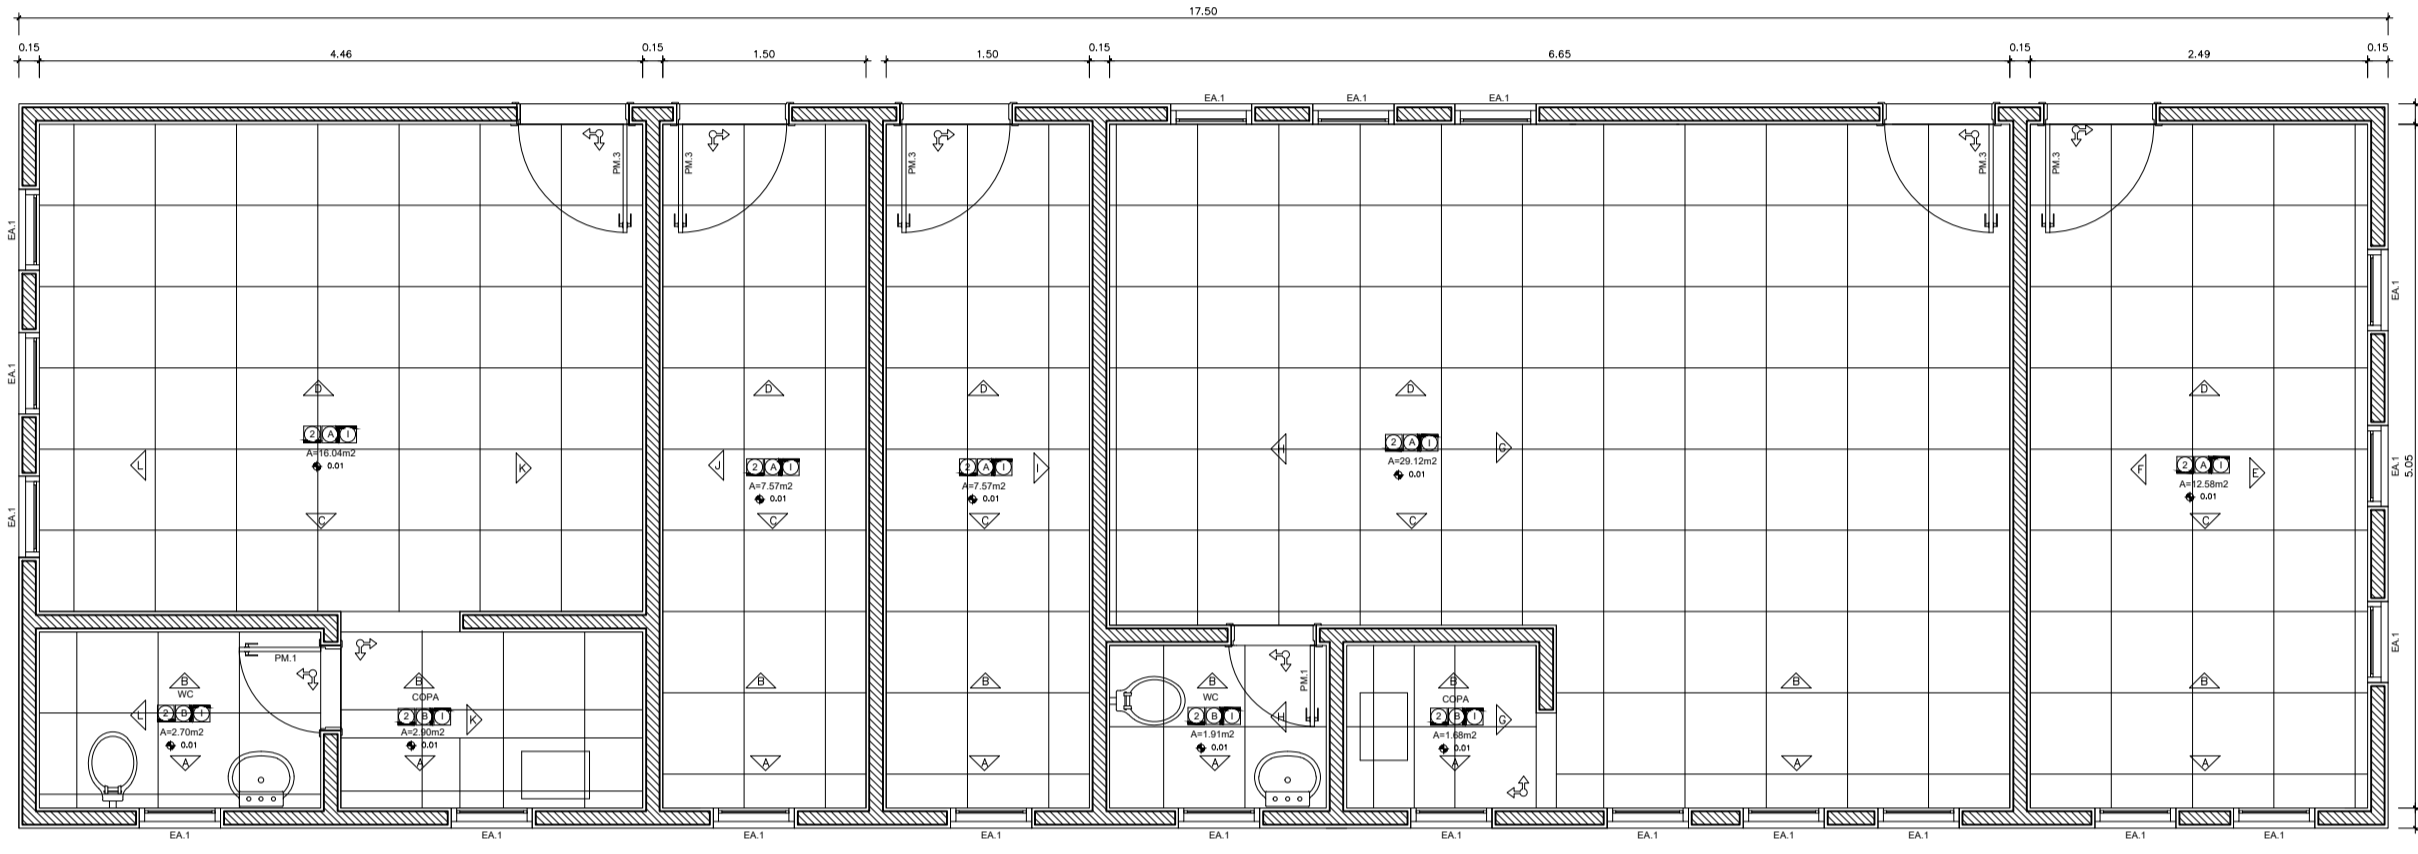 17.50
0.15 4.46 0.15 1.50 1.50 0.15 6.65 0.15 2.49 0.15
EA.1 EA.1 EA.1
PM.3 PM.3 PM.3 PM.3 PM.3
EA.1
EA.1
EA.1
EA.1
EA.1
EA.1
EA.1
5.05
D D D D D
2 A I
A=16.04m2
0.01
L K
C
J
2 A I
A=7.57m2
0.01
C
2 A I
I
A=7.57m2
0.01
C
H G
2 A I
A=29.12m2
0.01
C
F E
2 A I
A=12.58m2
0.01
C
PM.1
B
WC
2 B I
L
A=2.70m2
0.01
A
B
COPA
2 B I
K
A=2.90m2
0.01
A
B
A
B
A
PM.1
B
WC
2 B I
H
A=1.91m2
0.01
A
B
COPA
2 B I
G
A=1.68m2
0.01
A
B
A
B
A
EA.1 EA.1 EA.1 EA.1 EA.1 EA.1 EA.1 EA.1 EA.1 EA.1 EA.1